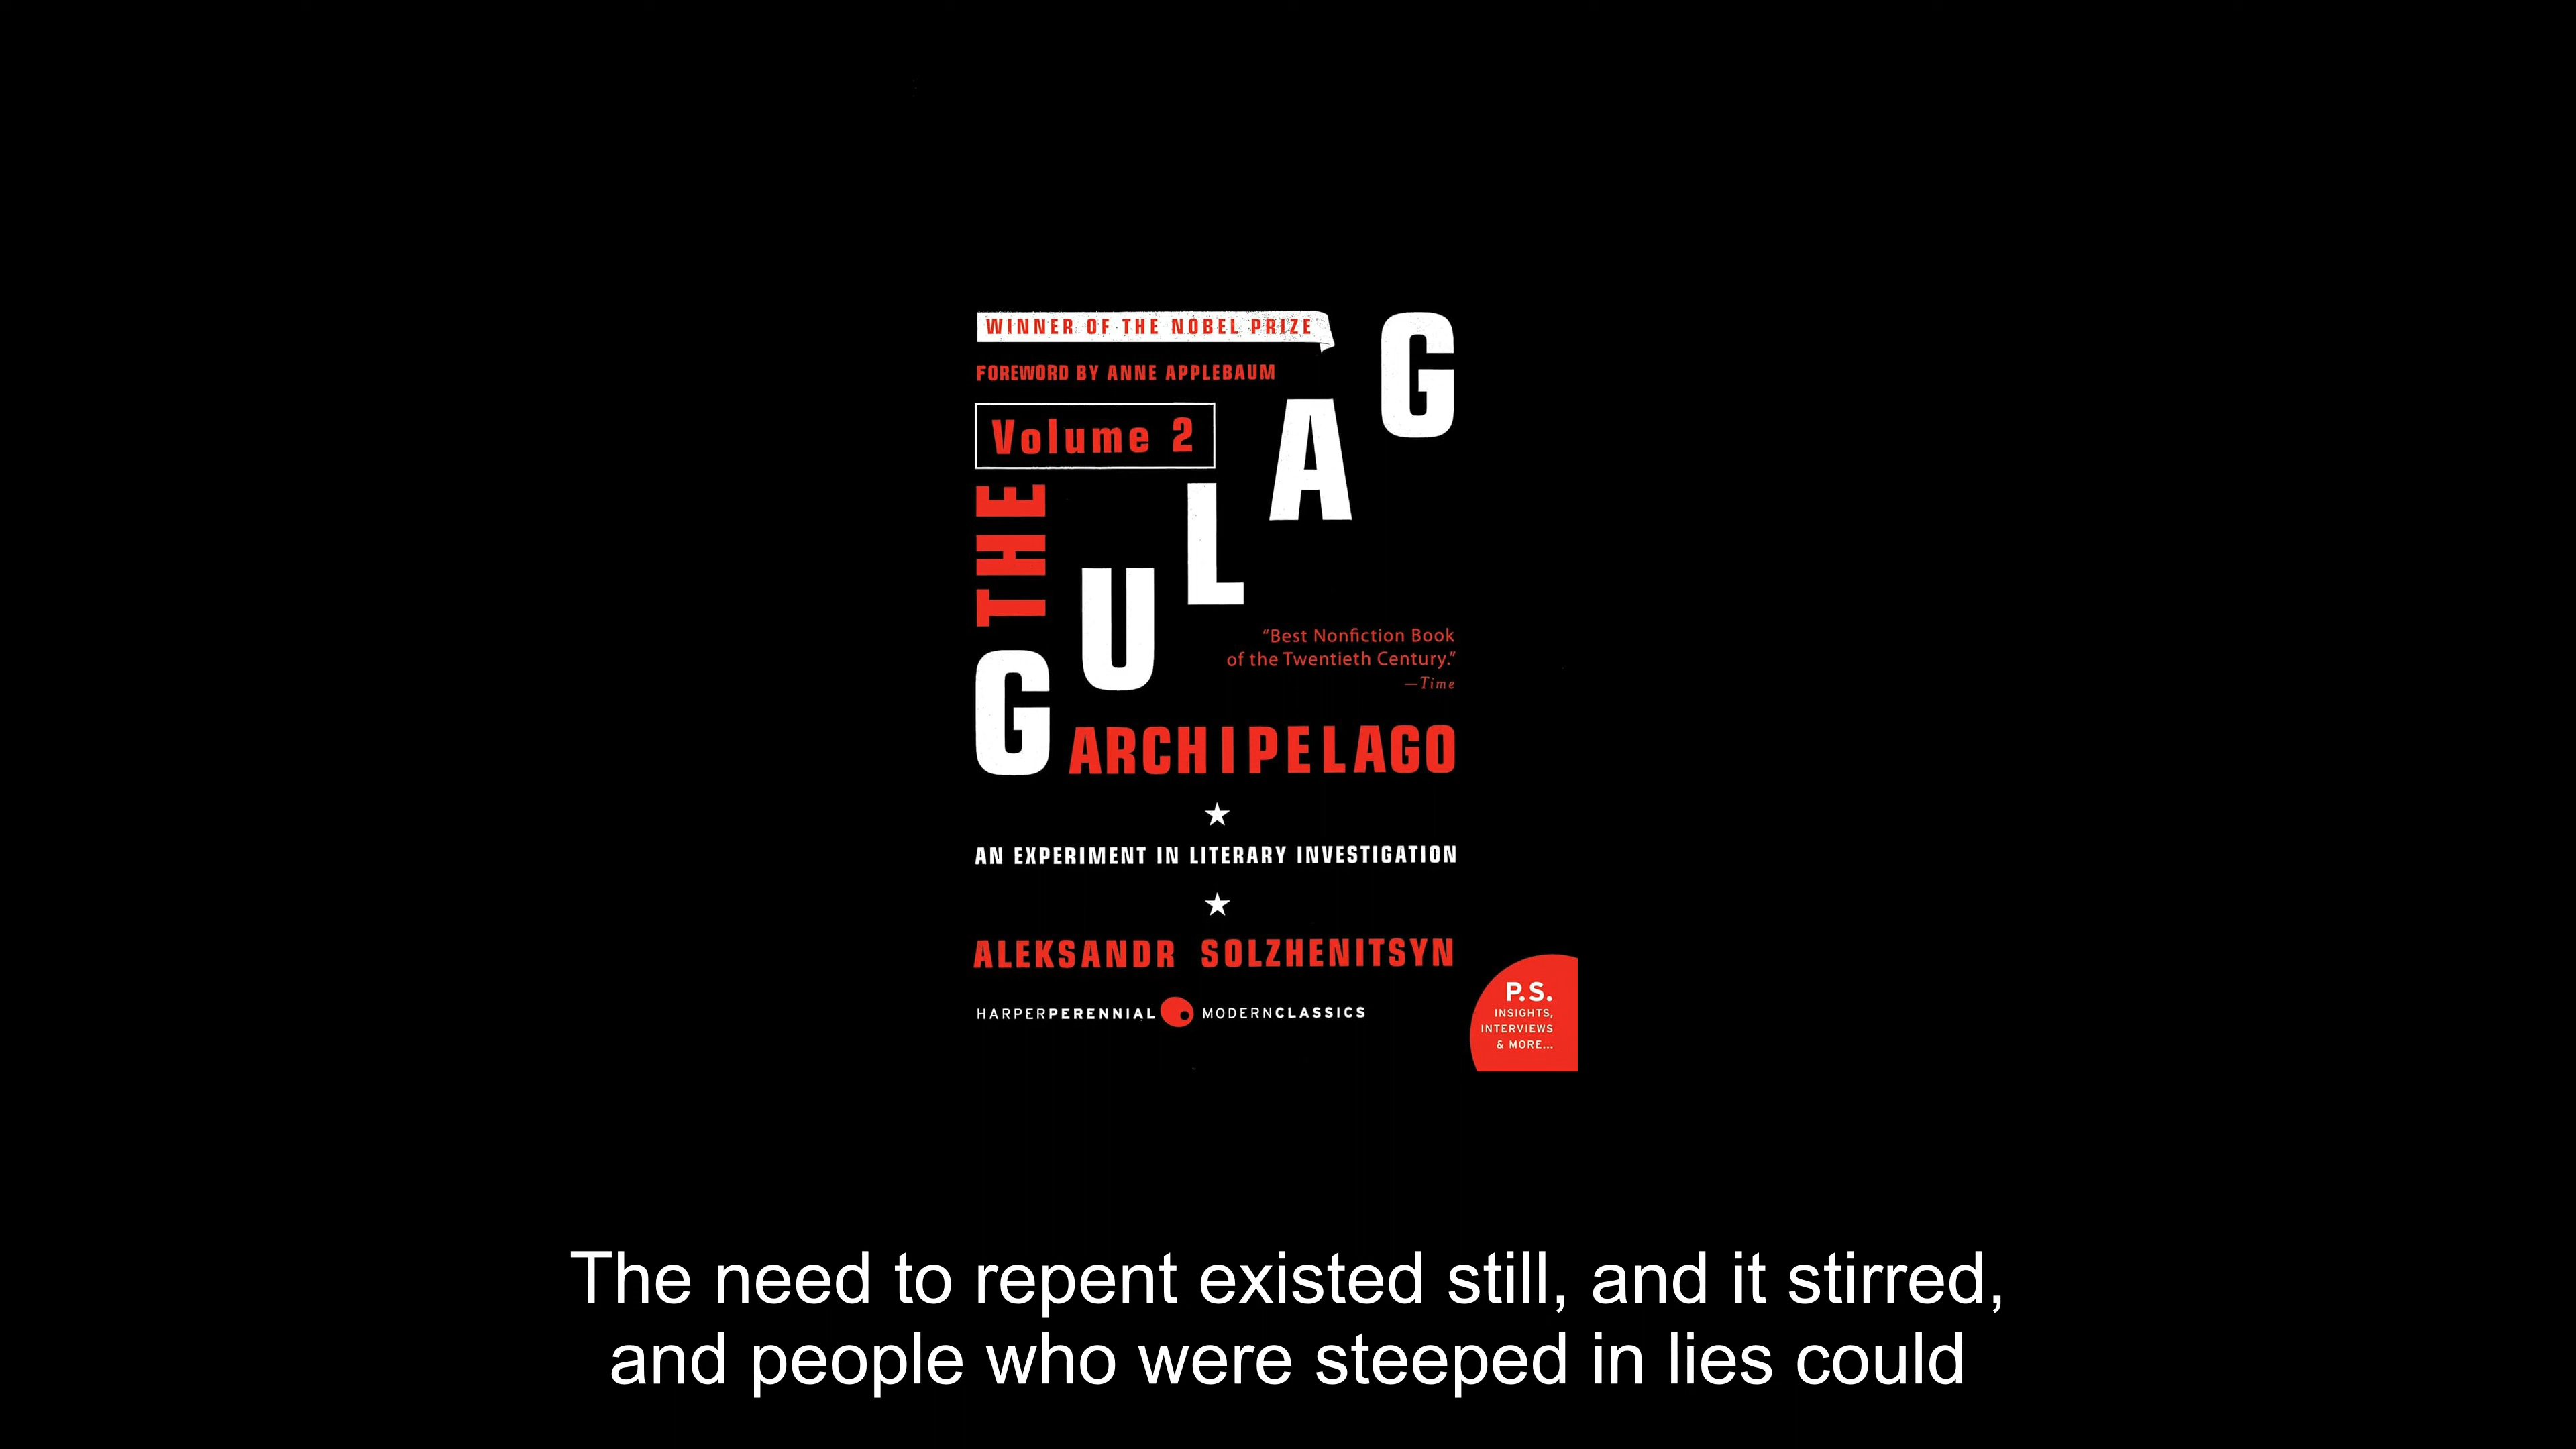 WINNER OF THE NOBEL PRIZE
FOREWORD BY ANNE APPLEBAUM
Volume 2
THE
GULAG
ARCHIPELAGO
“Best Nonfiction Book
of the Twentieth Century.”
—Time
AN EXPERIMENT IN LITERARY INVESTIGATION
ALEKSANDR SOLZHENITSYN
HARPERPERENNIAL MODERNCLASSICS
P.S.
INSIGHTS,
INTERVIEWS
& MORE...
The need to repent existed still, and it stirred,
and people who were steeped in lies could